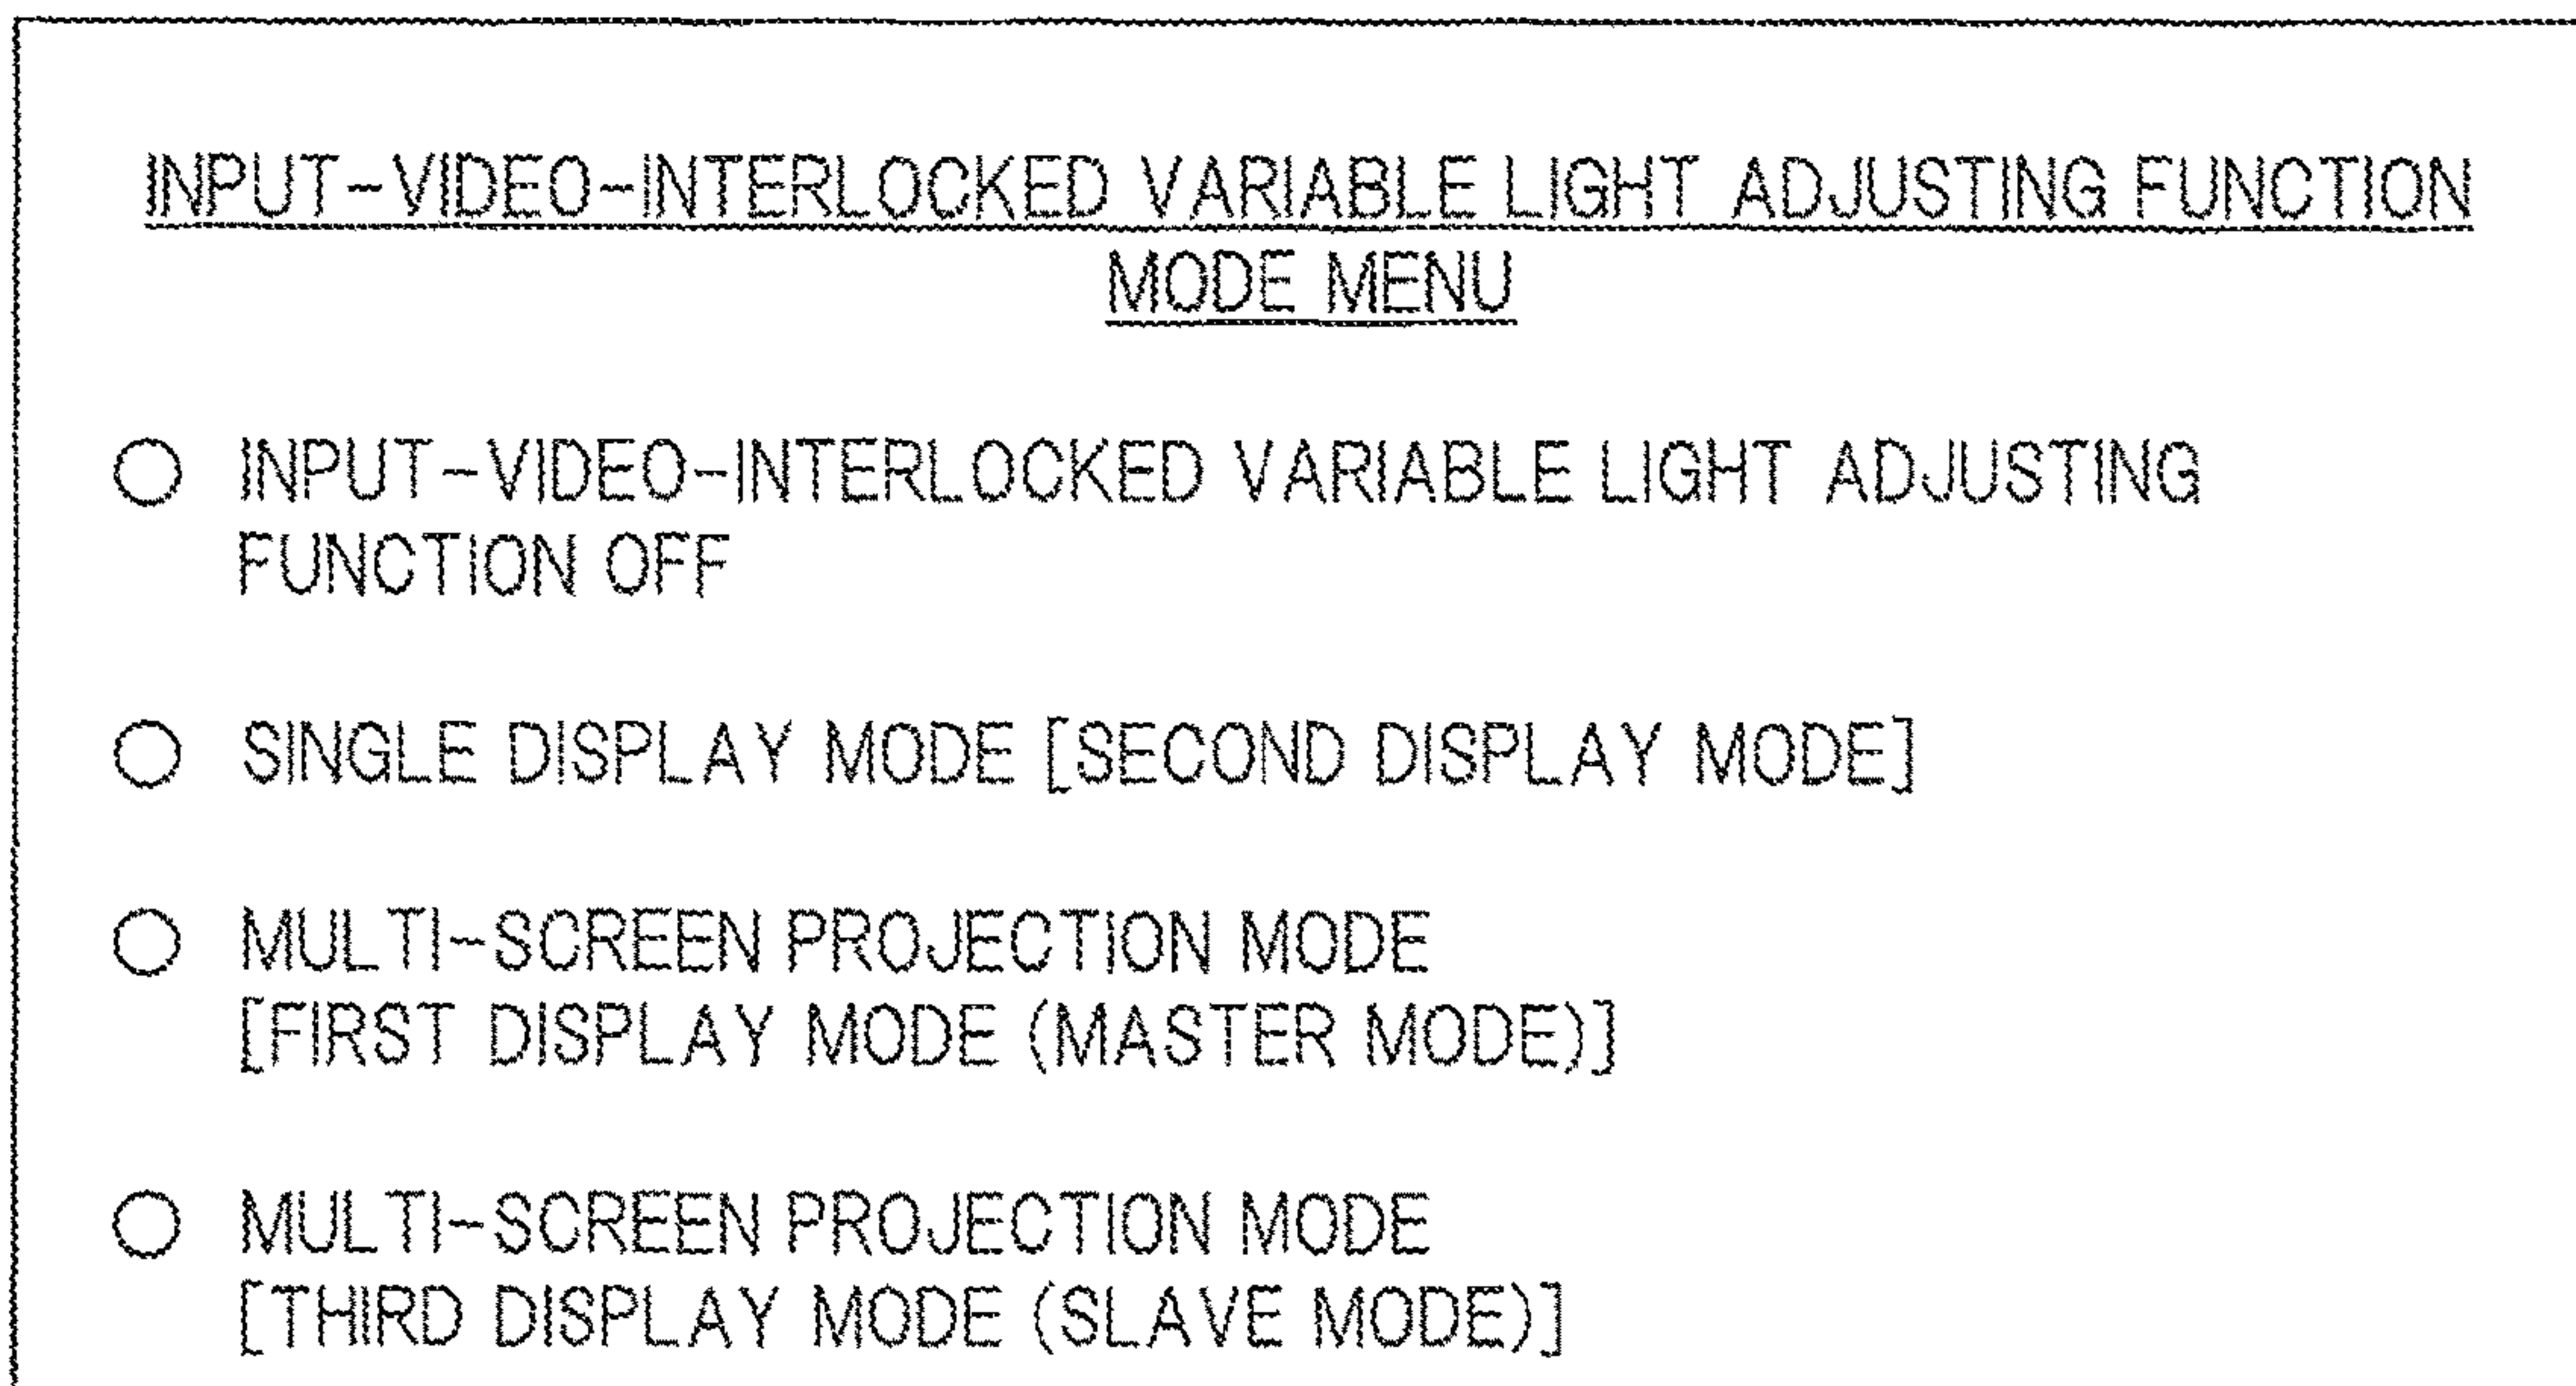 INPUT-VIDEO-INTERLOCKED VARIABLE LIGHT ADJUSTING FUNCTION
MODE MENU
○ INPUT-VIDEO-INTERLOCKED VARIABLE LIGHT ADJUSTING
FUNCTION OFF
○ SINGLE DISPLAY MODE [SECOND DISPLAY MODE]
○ MULTI-SCREEN PROJECTION MODE
[FIRST DISPLAY MODE (MASTER MODE)]
○ MULTI-SCREEN PROJECTION MODE
[THIRD DISPLAY MODE (SLAVE MODE)]